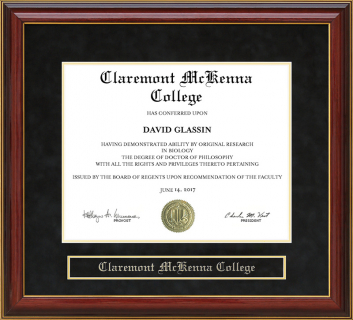 Claremont McKenna
College
HAS CONFERRED UPON
DAVID GLASSIN
HAVING DEMONSTRATED ABILITY BY ORIGINAL RESEARCH
IN BIOLOGY
THE DEGREE OF DOCTOR OF PHILOSOPHY
WITH ALL THE RIGHTS AND PRIVILEGES THERETO PERTAINING
ISSUED BY THE BOARD OF REGENTS UPON RECOMMENDATION OF THE FACULTY
JUNE 14, 2017
PROVOST
PRESIDENT
Claremont McKenna College